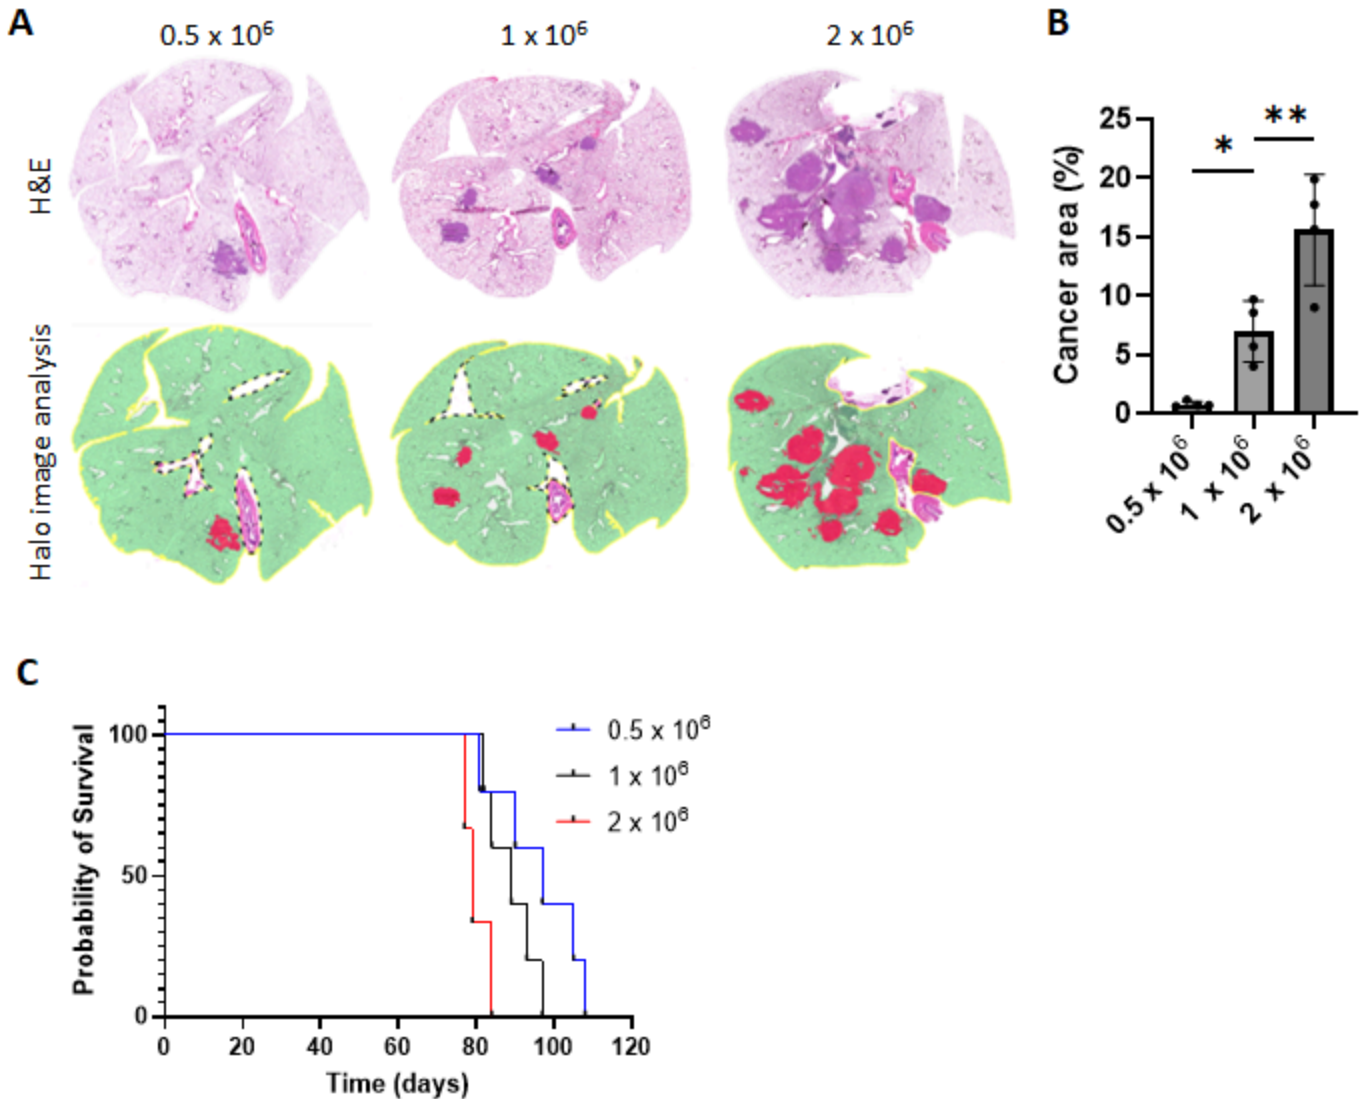 A
0.5 x 10⁶
1 x 10⁶
2 x 10⁶
H&E
Halo image analysis
B
Cancer area (%)
25
20
15
10
5
0
*
**
0.5 x 10⁶
1 x 10⁶
2 x 10⁶
C
Probability of Survival
100
50
0
0.5 x 10⁶
1 x 10⁶
2 x 10⁶
0 20 40 60 80 100 120
Time (days)